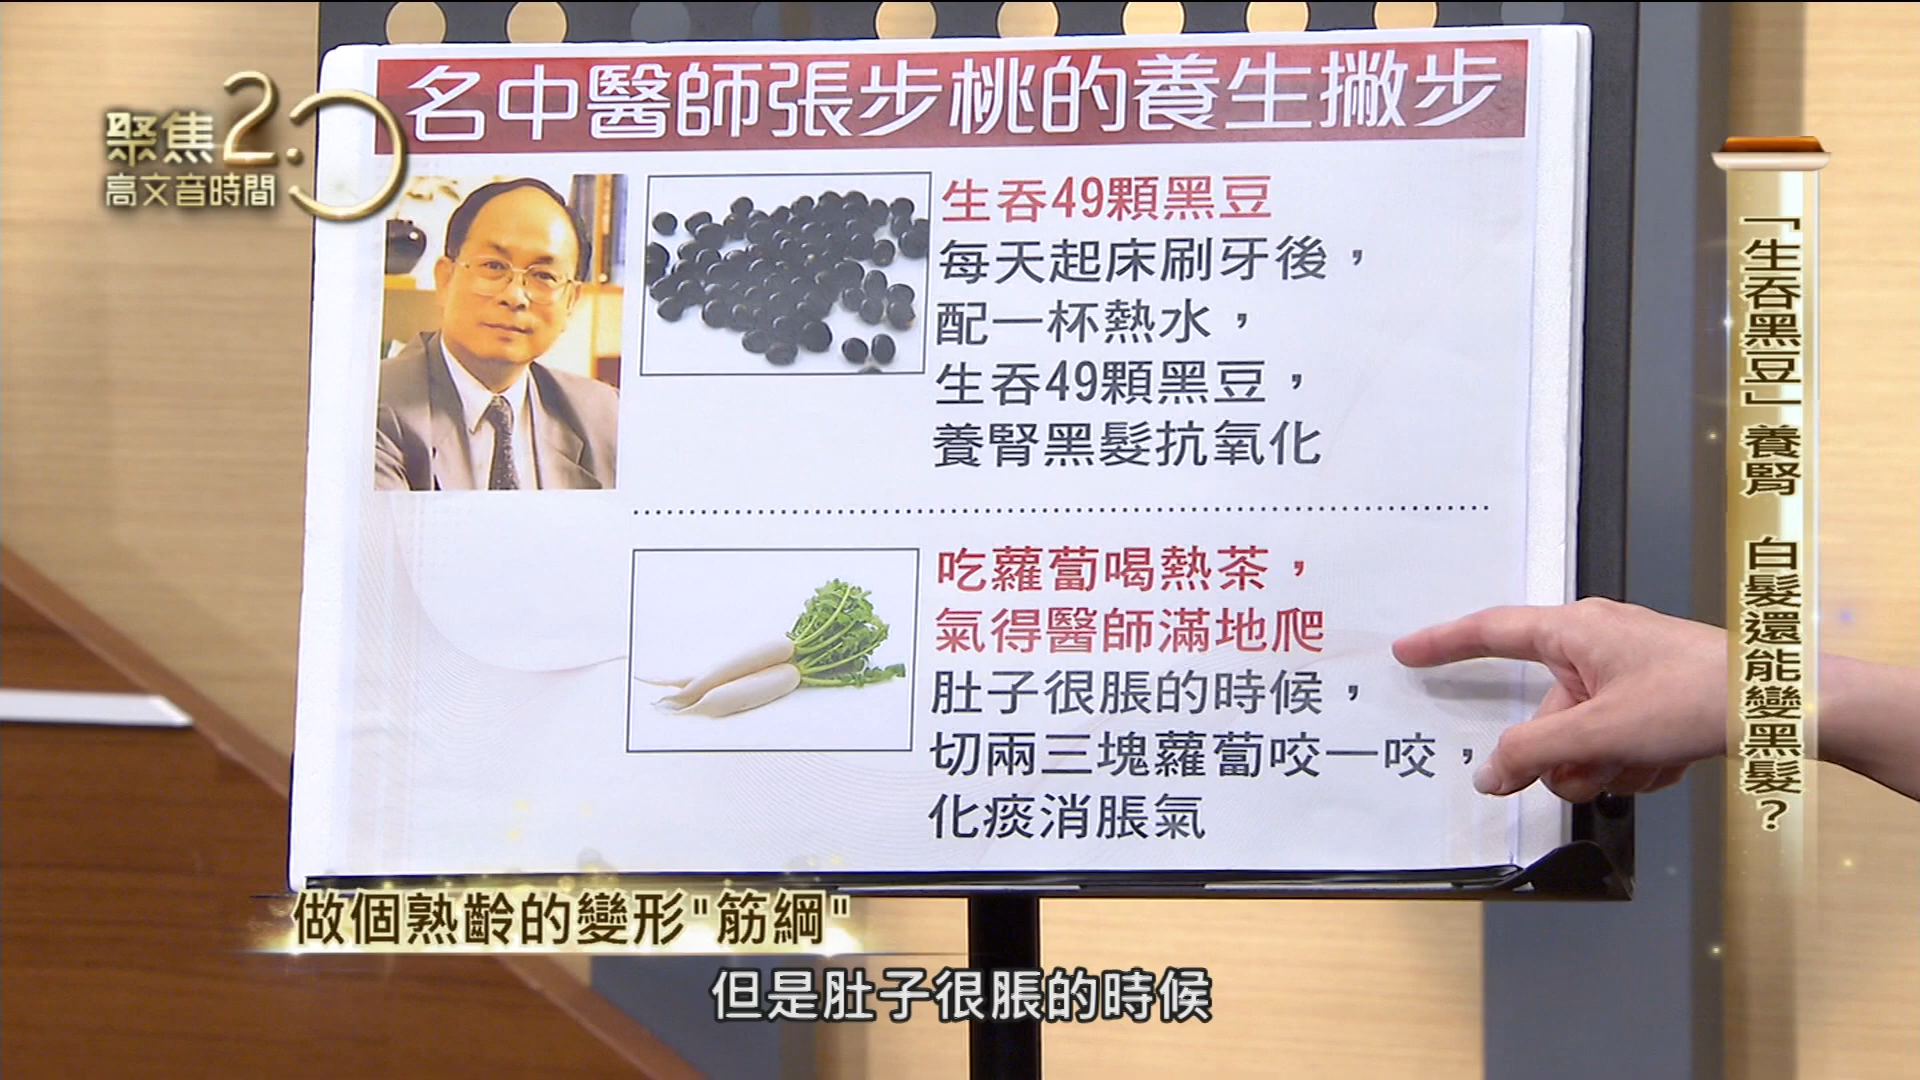 名中醫師張步桃的養生撇步
聚焦2.0
高文音時間
生吞49顆黑豆
每天起床刷牙後，
配一杯熱水，
生吞49顆黑豆，
養腎黑髮抗氧化
吃蘿蔔喝熱茶，
氣得醫師滿地爬
肚子很脹的時候，
切兩三塊蘿蔔咬一咬，
化痰消脹氣
「生吞黑豆」養腎 白髮還能變黑髮？
做個熟齡的變形"筋綱"
但是肚子很脹的時候